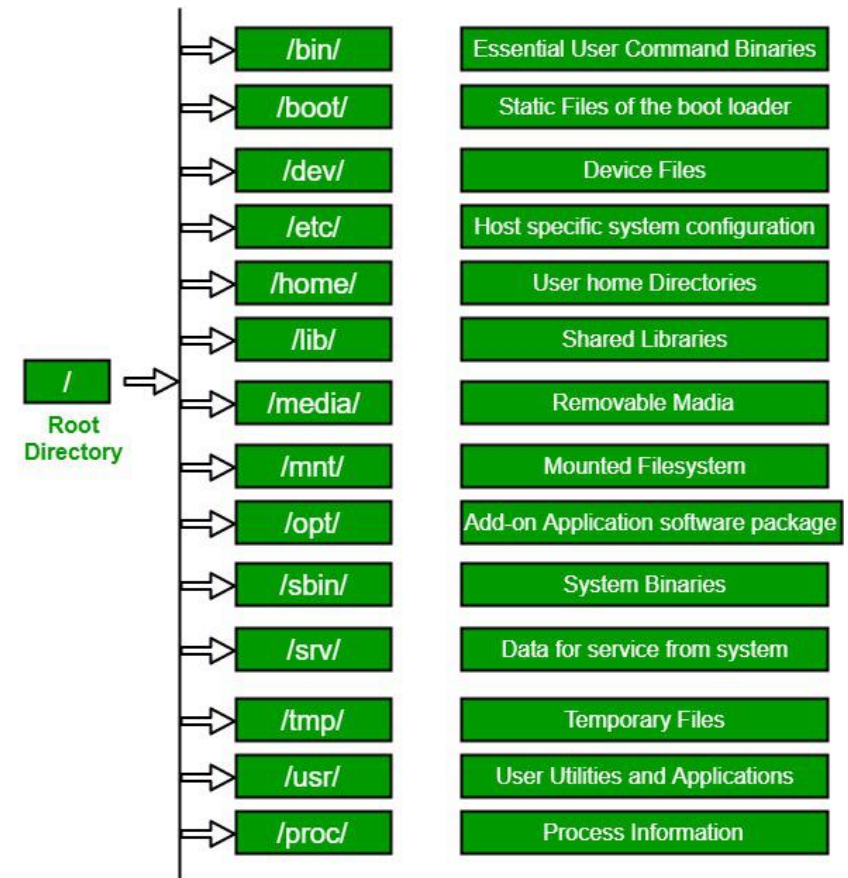 /bin/ Essential User Command Binaries
/boot/ Static Files of the boot loader
/dev/ Device Files
/etc/ Host specific system configuration
/home/ User home Directories
/lib/ Shared Libraries
/
Root
Directory
/media/ Removable Madia
/mnt/ Mounted Filesystem
/opt/ Add-on Application software package
/sbin/ System Binaries
/srv/ Data for service from system
/tmp/ Temporary Files
/usr/ User Utilities and Applications
/proc/ Process Information